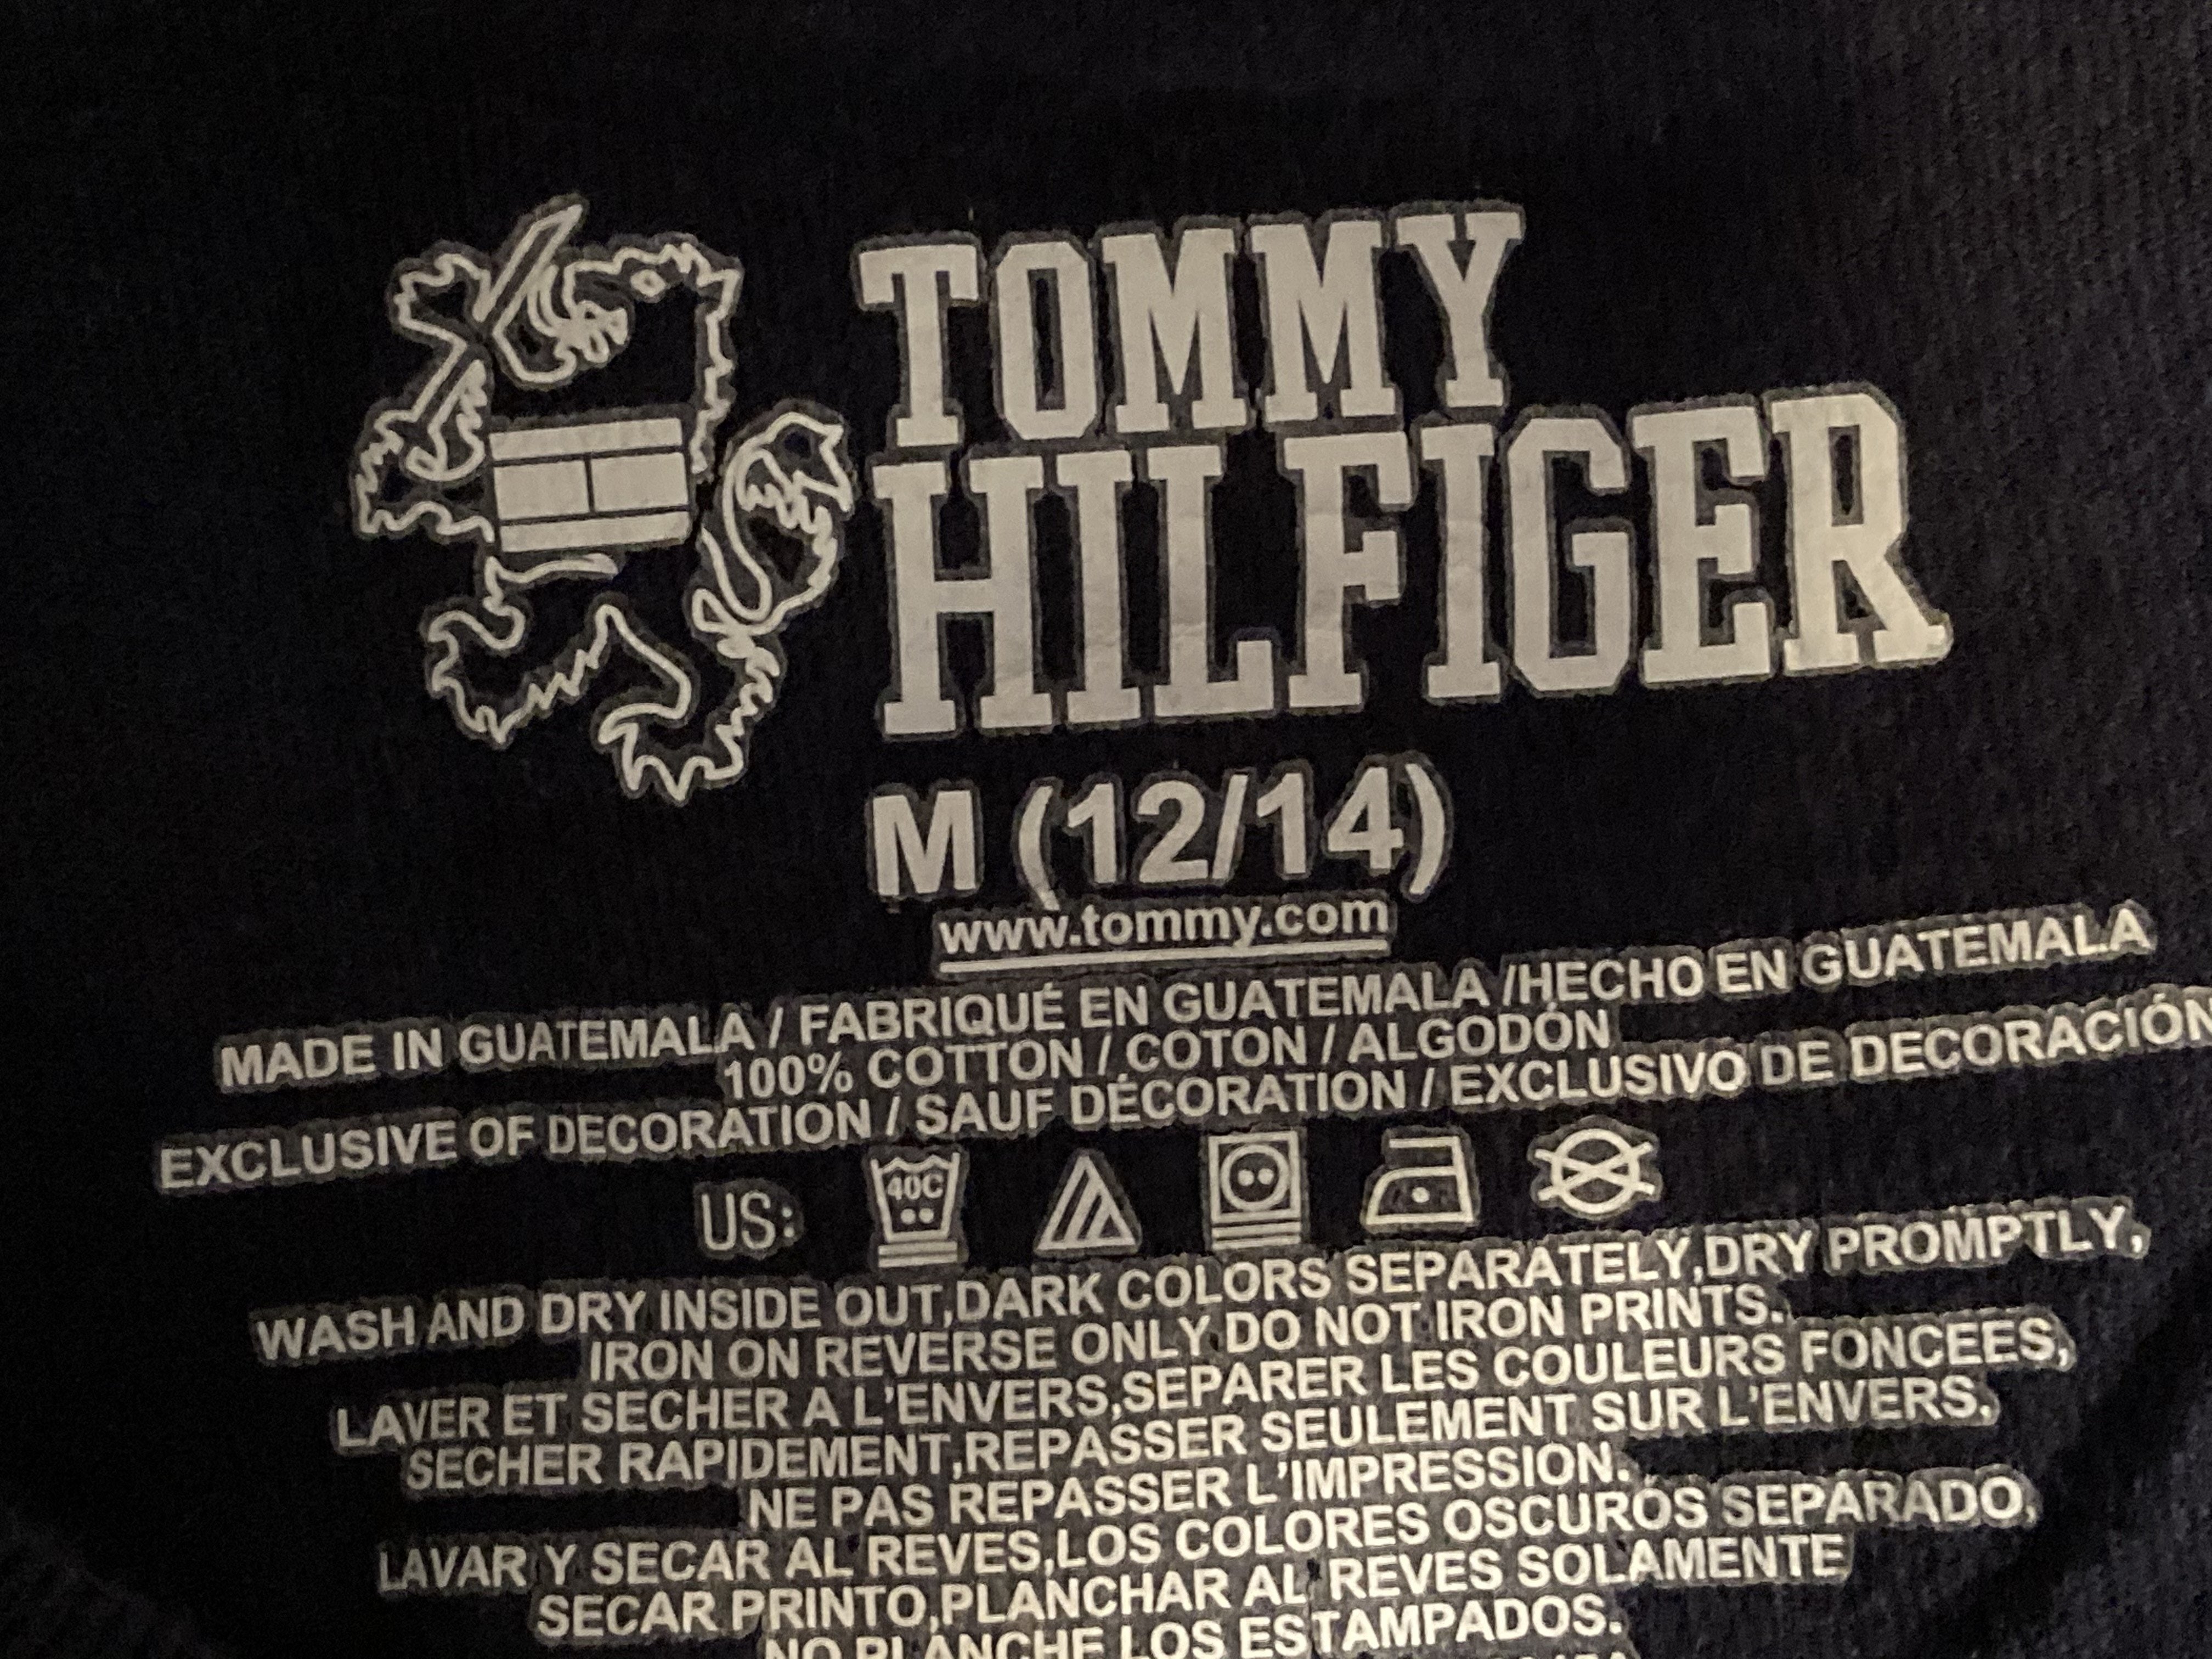 TOMMY
HILFIGER
M (12/14)
www.tommy.com
MADE IN GUATEMALA / FABRIQUÉ EN GUATEMALA /HECHO EN GUATEMALA
100% COTTON / COTON / ALGODÓN
EXCLUSIVE OF DECORATION / SAUF DÉCORATION / EXCLUSIVO DE DECORACIÓN
US: 40C
WASH AND DRY INSIDE OUT,DARK COLORS SEPARATELY,DRY PROMPTLY,
IRON ON REVERSE ONLY,DO NOT IRON PRINTS.
LAVER ET SECHER A L'ENVERS,SEPARER LES COULEURS FONCEES,
SECHER RAPIDEMENT,REPASSER SEULEMENT SUR L'ENVERS.
NE PAS REPASSER L'IMPRESSION.
LAVAR Y SECAR AL REVES,LOS COLORES OSCUROS SEPARADO,
SECAR PRINTO,PLANCHAR AL REVES SOLAMENTE
NO PLANCHE LOS ESTAMPADOS.